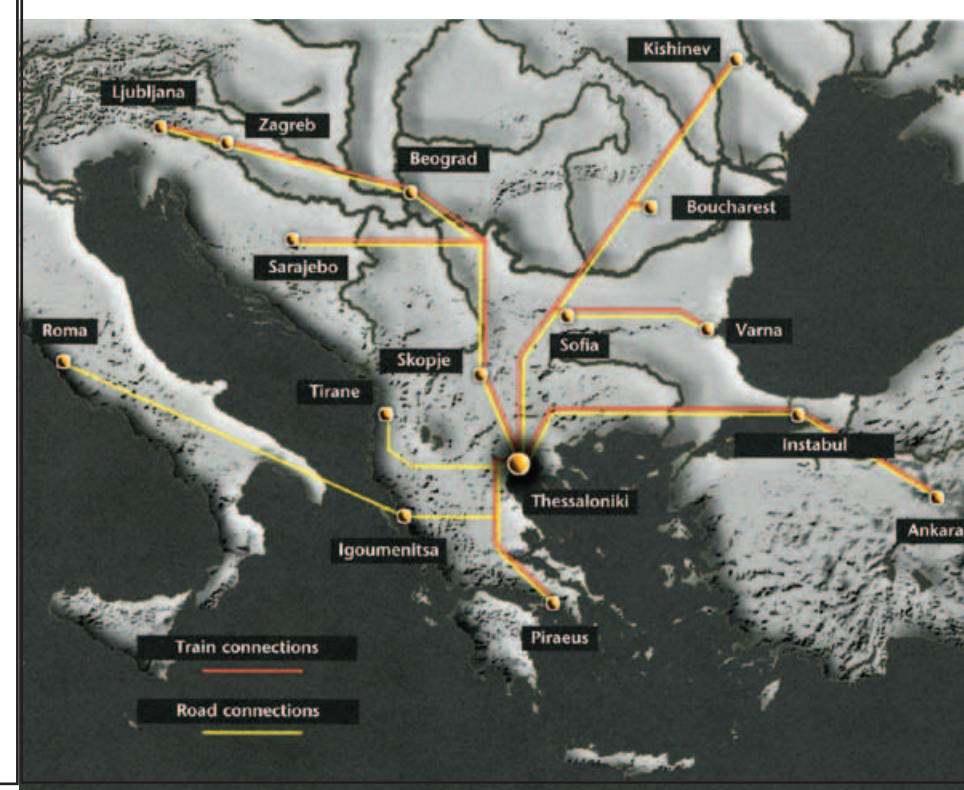 Kishinev
Ljubljana
Zagreb
Beograd
Boucharest
Sarajebo
Roma
Varna
Sofia
Skopje
Tirane
Instabul
Thessaloniki
Ankara
Igoumenitsa
Piraeus
Train connections
Road connections